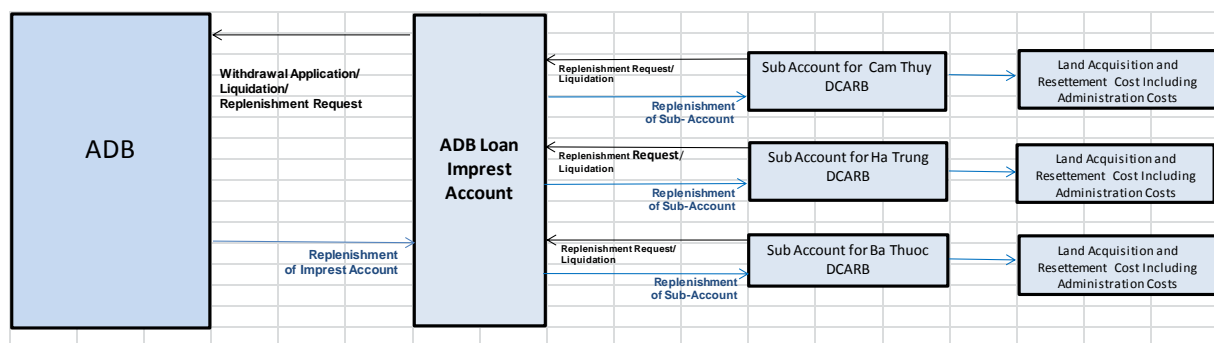 ADB
Withdrawal Application/
Liquidation/
Replenishment Request
Replenishment
of Imprest Account
ADB Loan
Imprest
Account
Replenishment Request/
Liquidation
Replenishment
of Sub- Account
Sub Account for Cam Thuy
DCARB
Land Acquisition and
Resettement Cost Including
Administration Costs
Replenishment Request/
Liquidation
Replenishment
of Sub-Account
Sub Account for Ha Trung
DCARB
Land Acquisition and
Resettement Cost Including
Administration Costs
Replenishment Request/
Liquidation
Replenishment
of Sub-Account
Sub Account for Ba Thuoc
DCARB
Land Acquisition and
Resettement Cost Including
Administration Costs